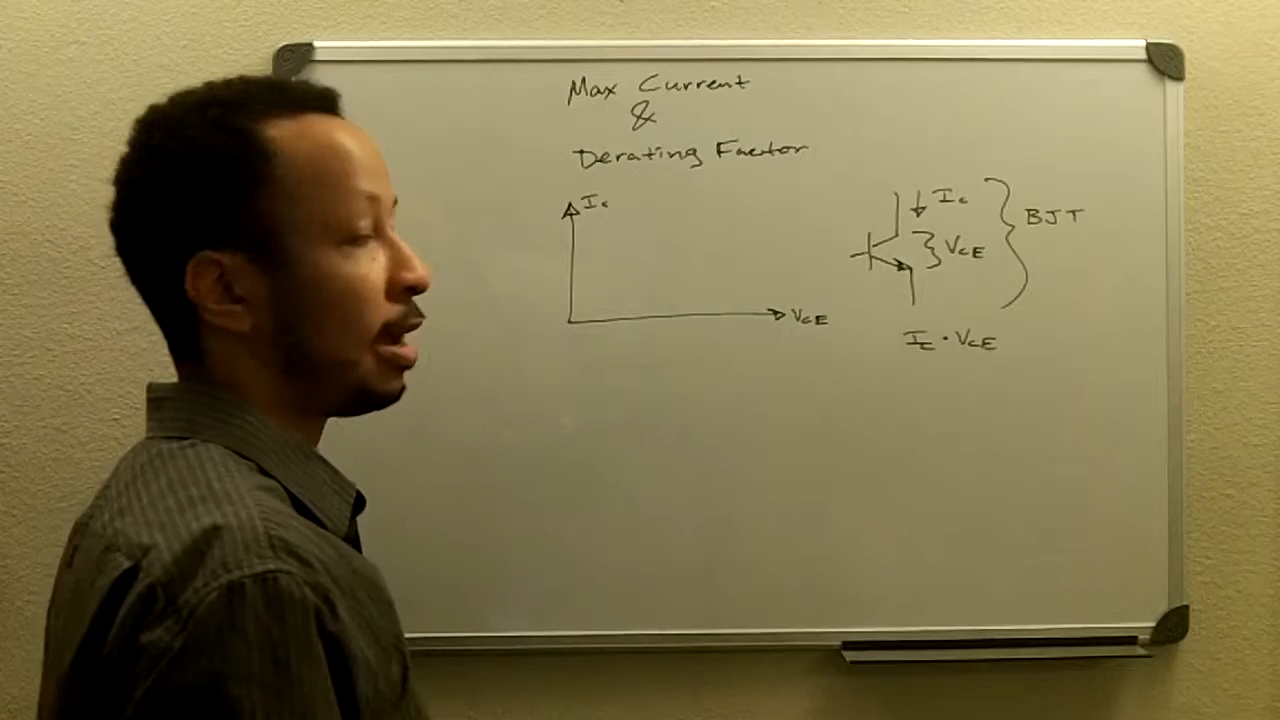 Max Current
&
Derating Factor
Ic
VCE
Ic
VCE
BJT
Ic · VCE